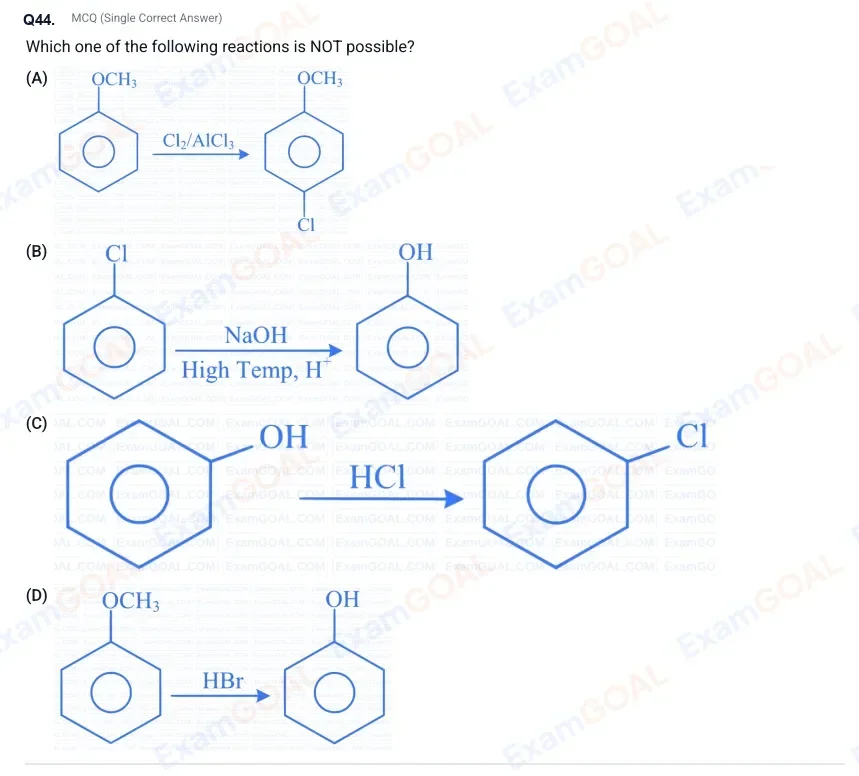 Q44. MCQ (Single Correct Answer)
Which one of the following reactions is NOT possible?
(A)
OCH₃
Cl₂/AlCl₃
OCH₃
Cl
(B)
Cl
NaOH
High Temp, H⁺
OH
(C)
OH
HCl
Cl
(D)
OCH₃
HBr
OH
ExamGOAL